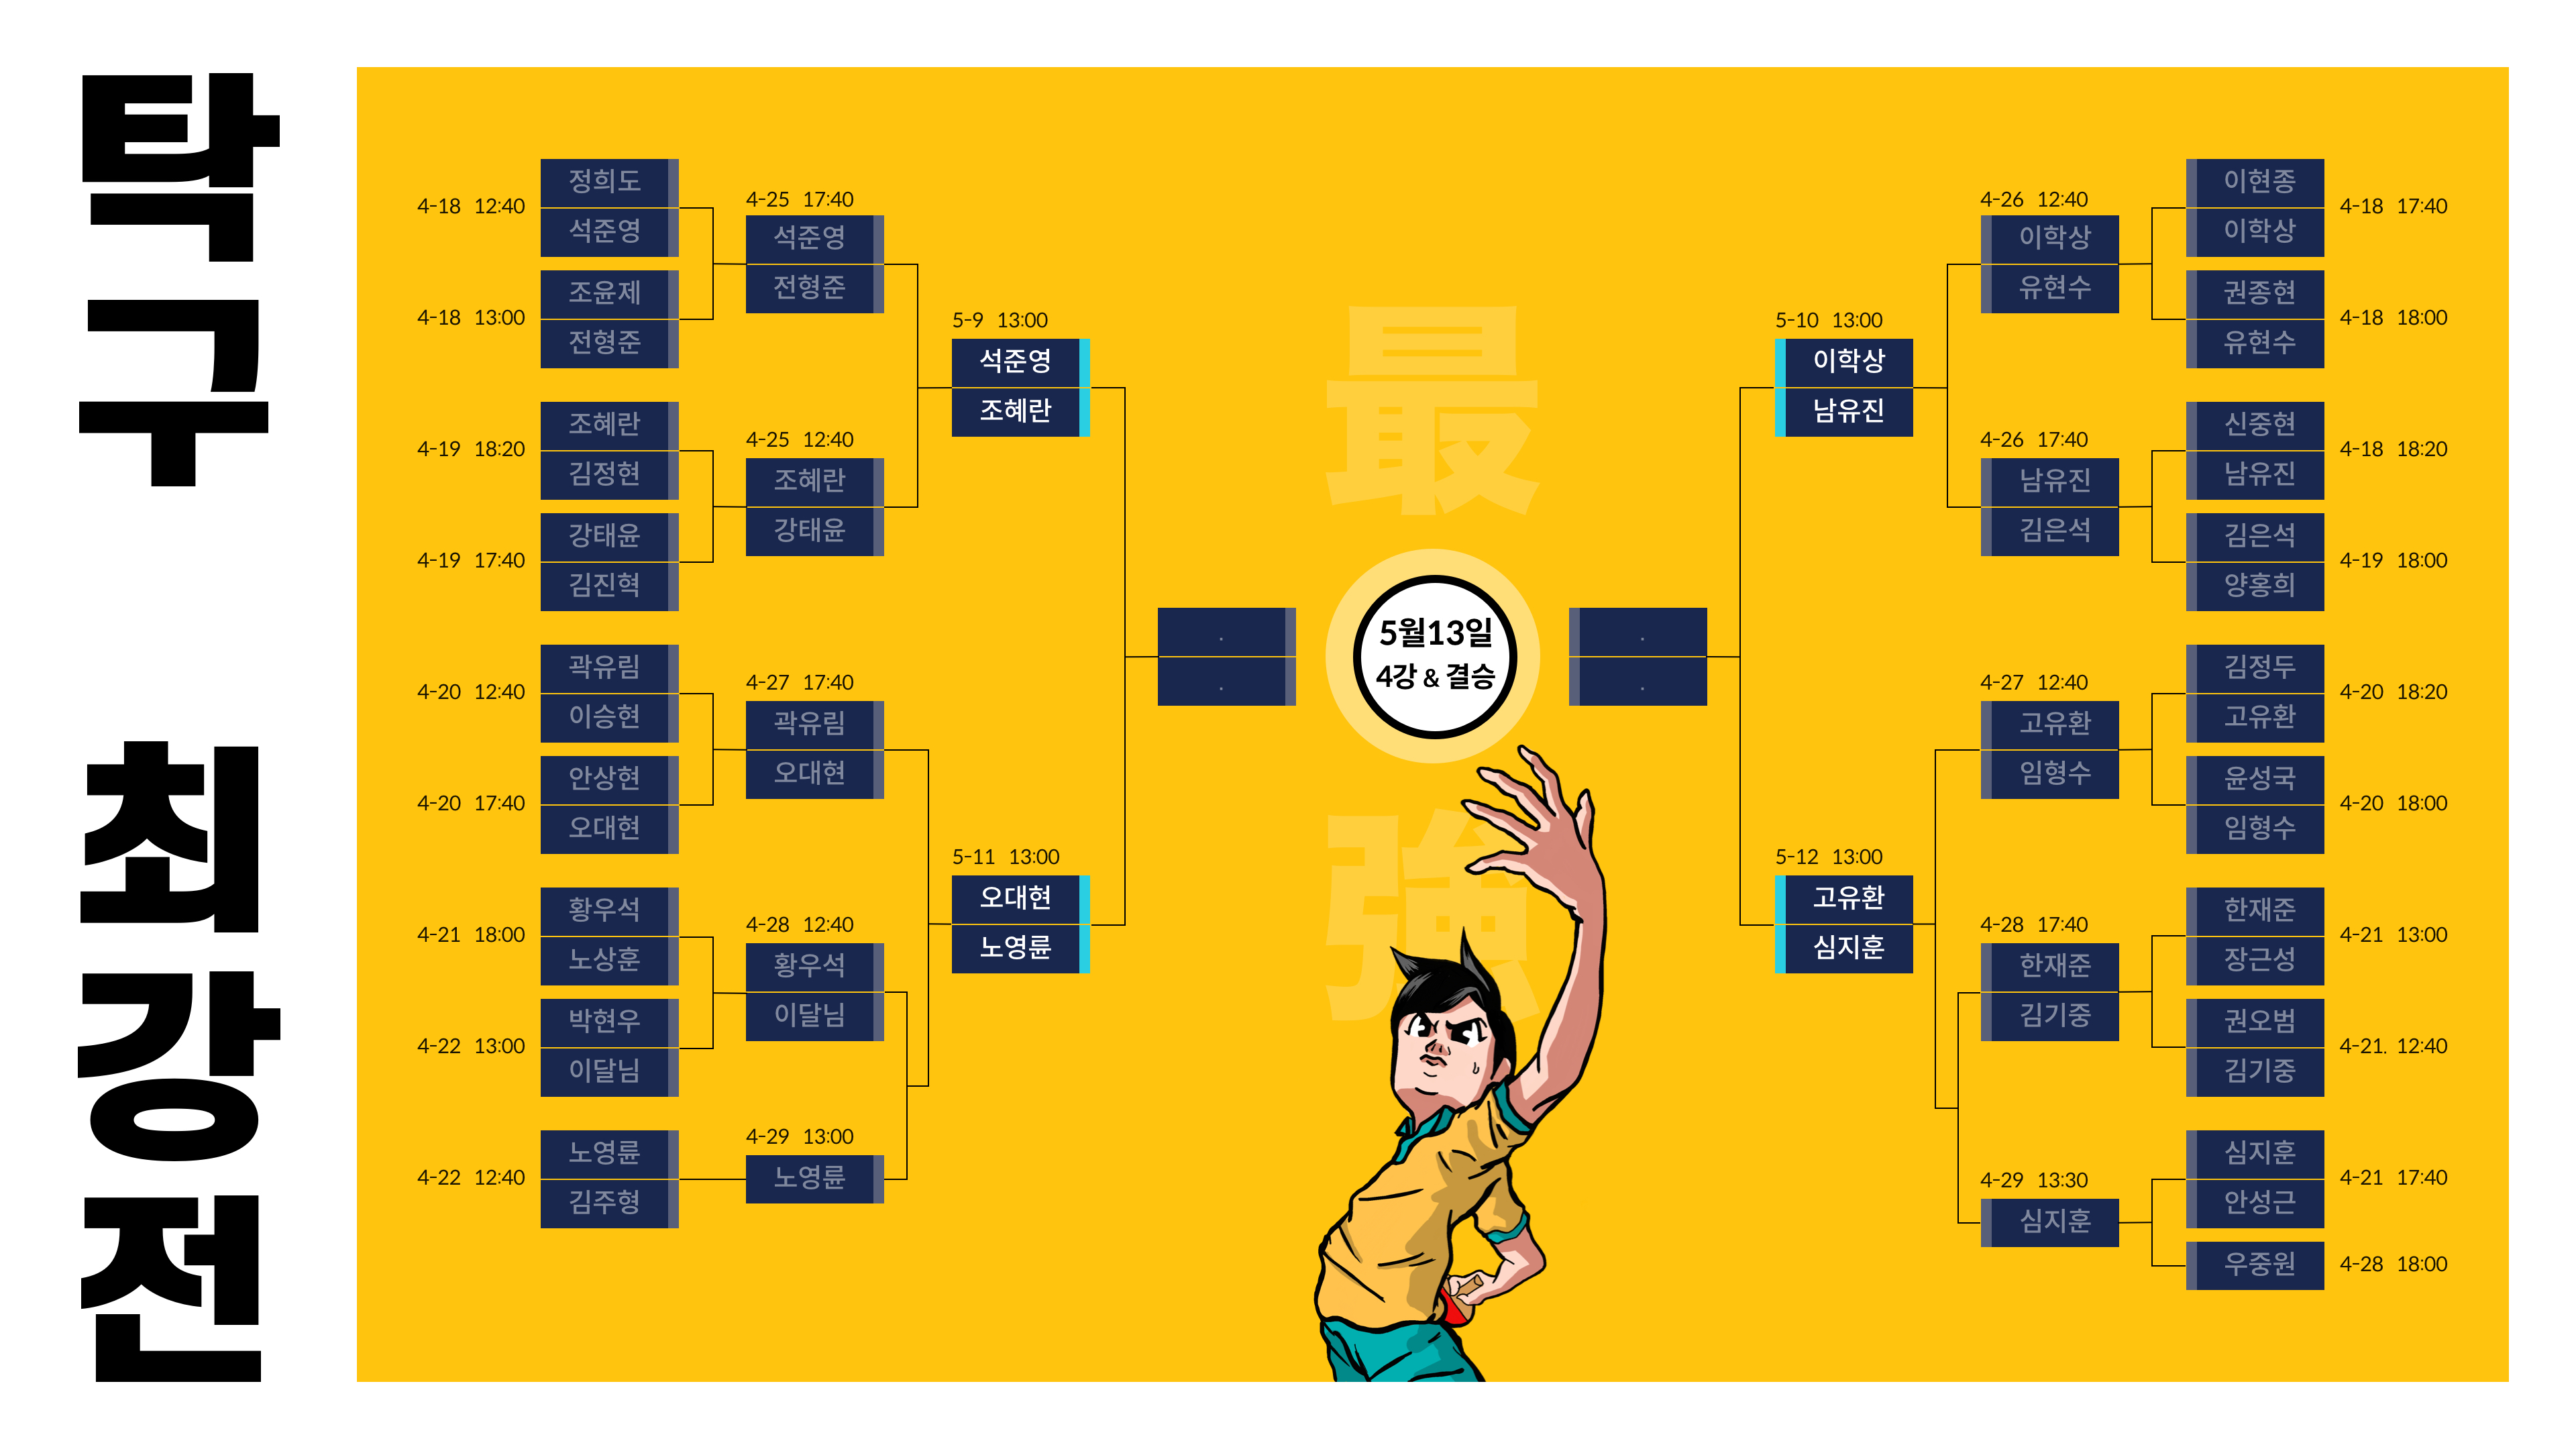 탁구 최강전
4-18 12:40
정희도
석준영
4-18 13:00
조윤제
전형준
4-19 18:20
조혜란
김정현
4-19 17:40
강태윤
김진혁
4-20 12:40
곽유림
이승현
4-20 17:40
안상현
오대현
4-21 18:00
황우석
노상훈
4-22 13:00
박현우
이달님
4-22 12:40
노영륜
김주형
4-25 17:40
석준영
전형준
4-25 12:40
조혜란
강태윤
4-27 17:40
곽유림
오대현
4-28 12:40
황우석
이달님
4-29 13:00
노영륜
5-9 13:00
석준영
조혜란
5-11 13:00
오대현
노영륜
.
.
最
5월13일
4강 & 결승
強
.
.
5-10 13:00
이학상
남유진
5-12 13:00
고유환
심지훈
4-26 12:40
이학상
유현수
4-26 17:40
남유진
김은석
4-27 12:40
고유환
임형수
4-28 17:40
한재준
김기중
4-29 13:30
심지훈
이현종
이학상
4-18 17:40
권종현
유현수
4-18 18:00
신중현
남유진
4-18 18:20
김은석
양홍희
4-19 18:00
김정두
고유환
4-20 18:20
윤성국
임형수
4-20 18:00
한재준
장근성
4-21 13:00
권오범
김기중
4-21. 12:40
심지훈
안성근
4-21 17:40
우중원
4-28 18:00